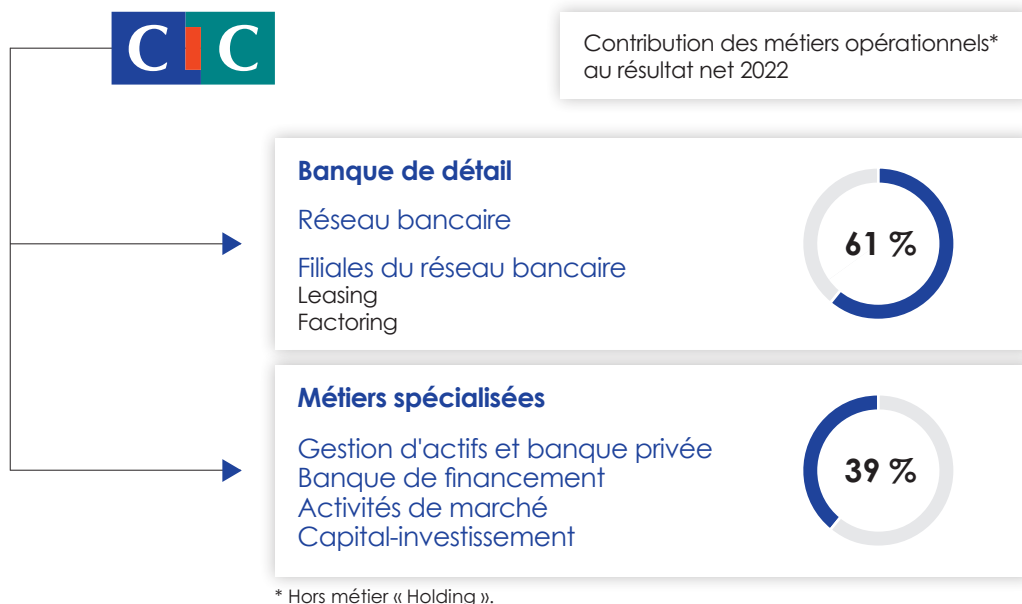 CIC
Contribution des métiers opérationnels*
au résultat net 2022
Banque de détail
Réseau bancaire
Filiales du réseau bancaire
Leasing
Factoring
61 %
Métiers spécialisées
Gestion d'actifs et banque privée
Banque de financement
Activités de marché
Capital-investissement
39 %
* Hors métier « Holding ».